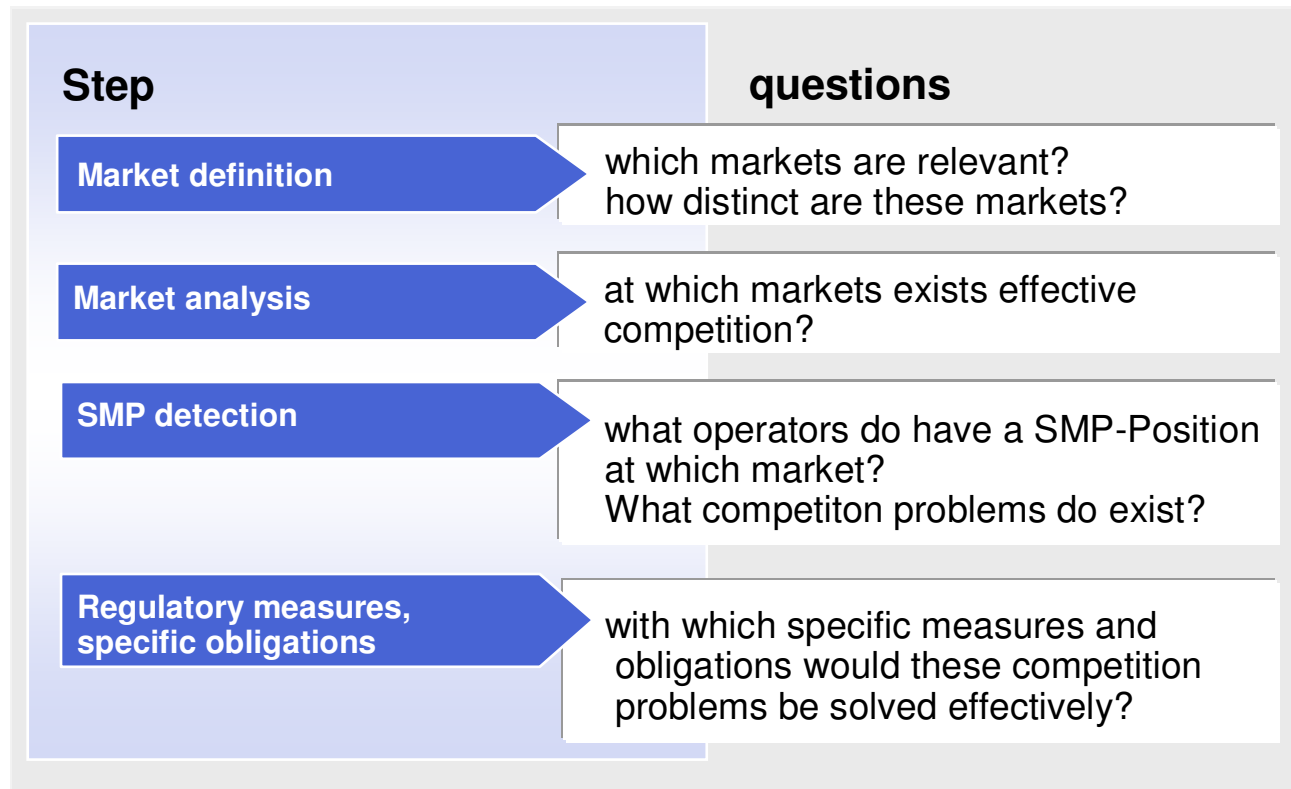 Step
questions
Market definition
which markets are relevant?
how distinct are these markets?
Market analysis
at which markets exists effective
competition?
SMP detection
what operators do have a SMP-Position
at which market?
What competiton problems do exist?
Regulatory measures,
specific obligations
with which specific measures and
obligations would these competition
problems be solved effectively?